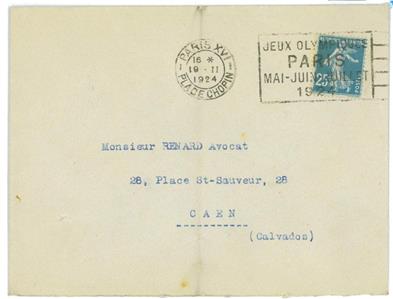 PARIS XVI
16 *
19 - II
1924
PLACE CHOPIN
JEUX OLYMPIQUES
PARIS
MAI-JUIN-JUILLET
1924
25
Monsieur RENARD Avocat
28, Place St-Sauveur, 28
CAEN
(Calvados)